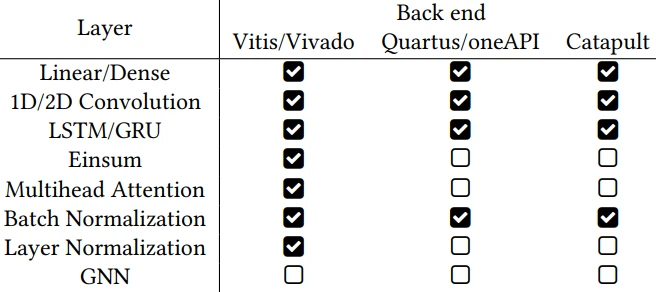 Layer
Back end
Vitis/Vivado Quartus/oneAPI Catapult
Linear/Dense
1D/2D Convolution
LSTM/GRU
Einsum
Multihead Attention
Batch Normalization
Layer Normalization
GNN